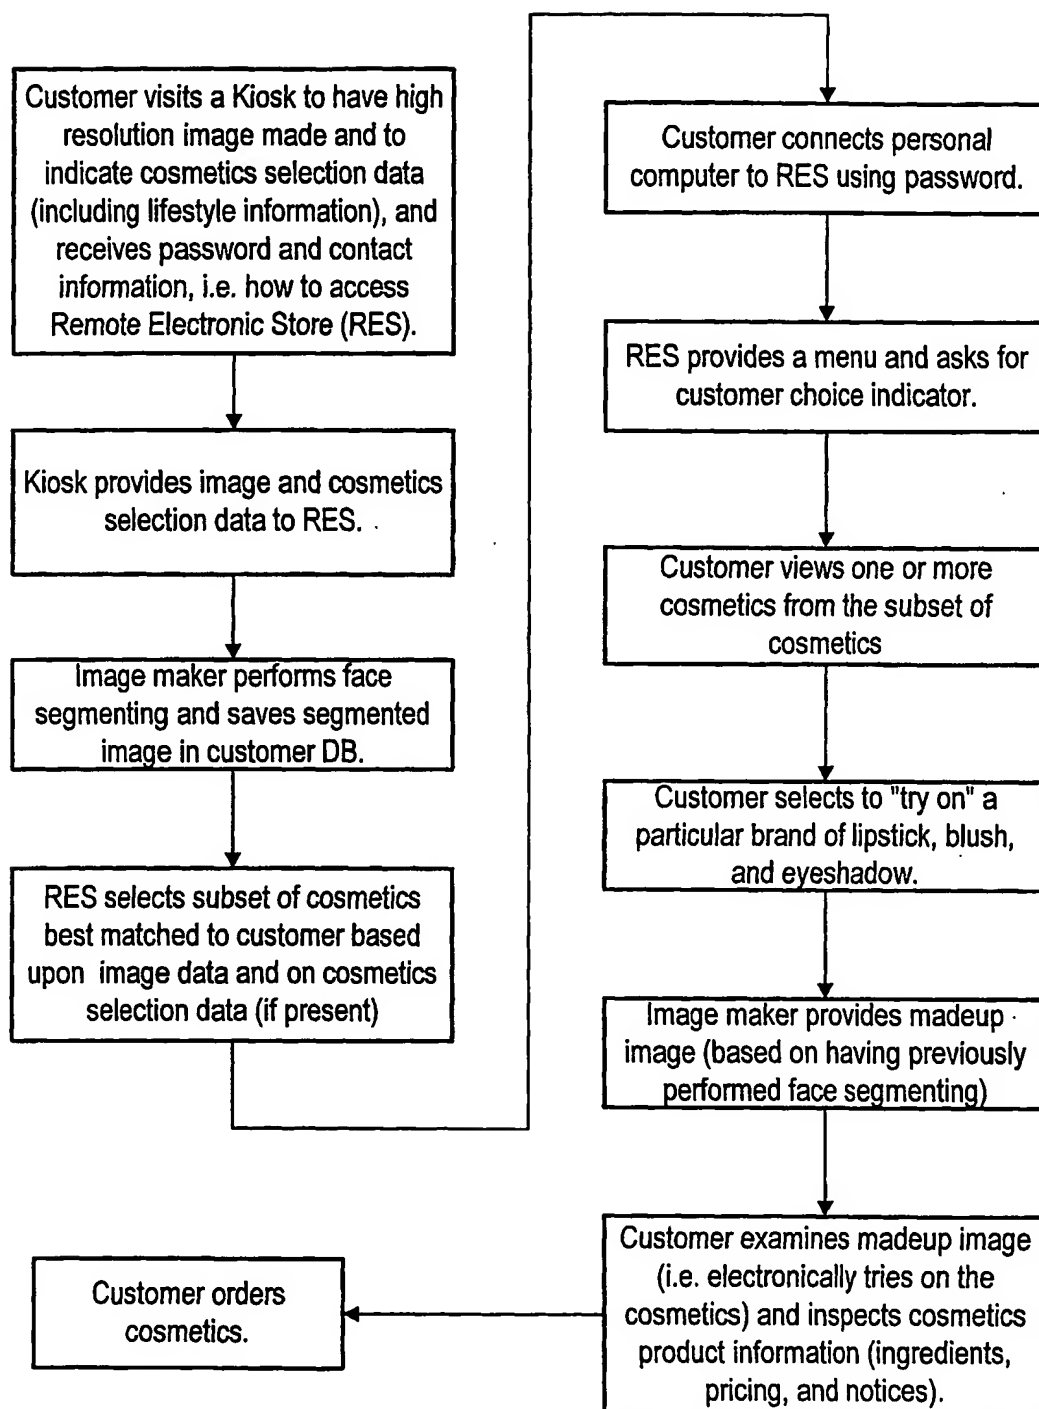 Customer visits a Kiosk to have high
resolution image made and to
indicate cosmetics selection data
(including lifestyle information), and
receives password and contact
information, i.e. how to access
Remote Electronic Store (RES).
Kiosk provides image and cosmetics
selection data to RES.
Image maker performs face
segmenting and saves segmented
image in customer DB.
RES selects subset of cosmetics
best matched to customer based
upon image data and on cosmetics
selection data (if present)
Customer connects personal
computer to RES using password.
RES provides a menu and asks for
customer choice indicator.
Customer views one or more
cosmetics from the subset of
cosmetics
Customer selects to "try on" a
particular brand of lipstick, blush,
and eyeshadow.
Image maker provides madeup
image (based on having previously
performed face segmenting)
Customer examines madeup image
(i.e. electronically tries on the
cosmetics) and inspects cosmetics
product information (ingredients,
pricing, and notices).
Customer orders
cosmetics.